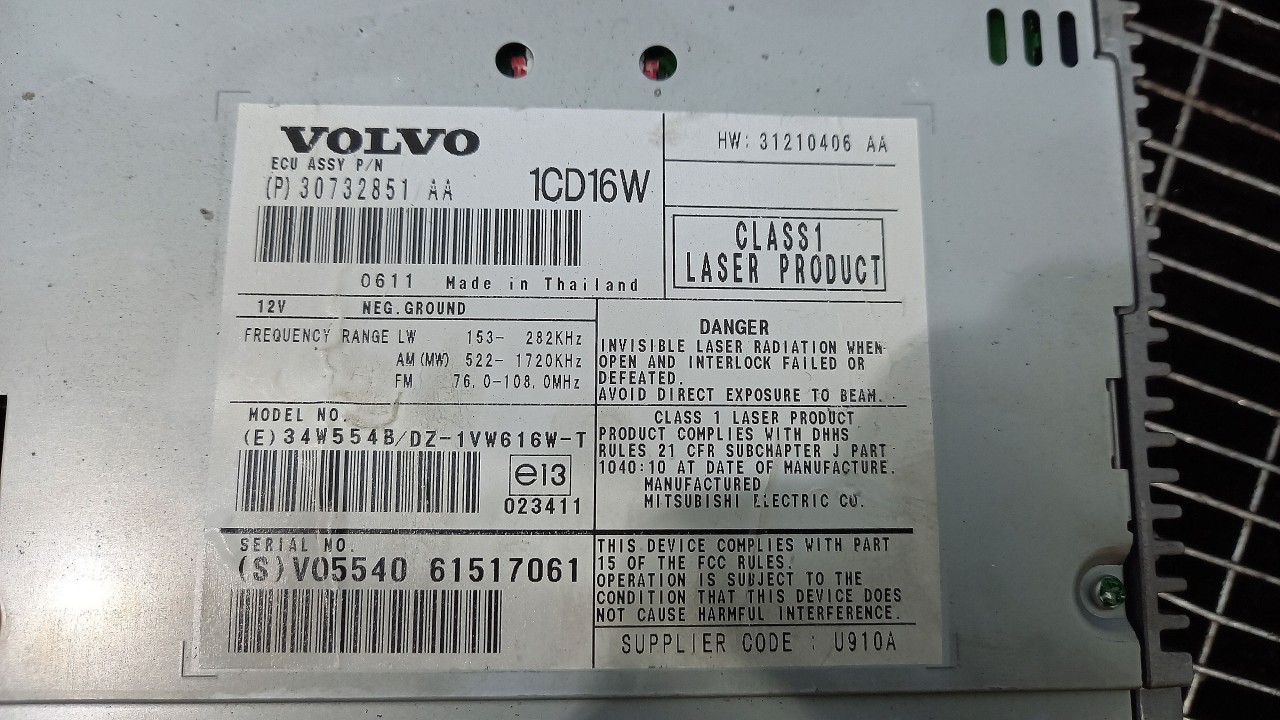 VOLVO
ECU ASSY P/N
(P) 30732851 AA
1CD16W
0611 Made in Thailand
HW: 31210406 AA
CLASS1
LASER PRODUCT
12V NEG.GROUND
FREQUENCY RANGE LW 153- 282KHz
AM (MW) 522- 1720KHz
FM 76.0-108.0MHz
DANGER
INVISIBLE LASER RADIATION WHEN
OPEN AND INTERLOCK FAILED OR
DEFEATED.
AVOID DIRECT EXPOSURE TO BEAM.
MODEL NO.
(E) 34W554B/DZ-1VW616W-T
e13
023411
CLASS 1 LASER PRODUCT
PRODUCT COMPLIES WITH DHHS
RULES 21 CFR SUBCHAPTER J PART
1040:10 AT DATE OF MANUFACTURE.
MANUFACTURED
MITSUBISHI ELECTRIC CO.
SERIAL NO.
(S) V05540 61517061
THIS DEVICE COMPLIES WITH PART
15 OF THE FCC RULES.
OPERATION IS SUBJECT TO THE
CONDITION THAT THIS DEVICE DOES
NOT CAUSE HARMFUL INTERFERENCE.
SUPPLIER CODE : U910A